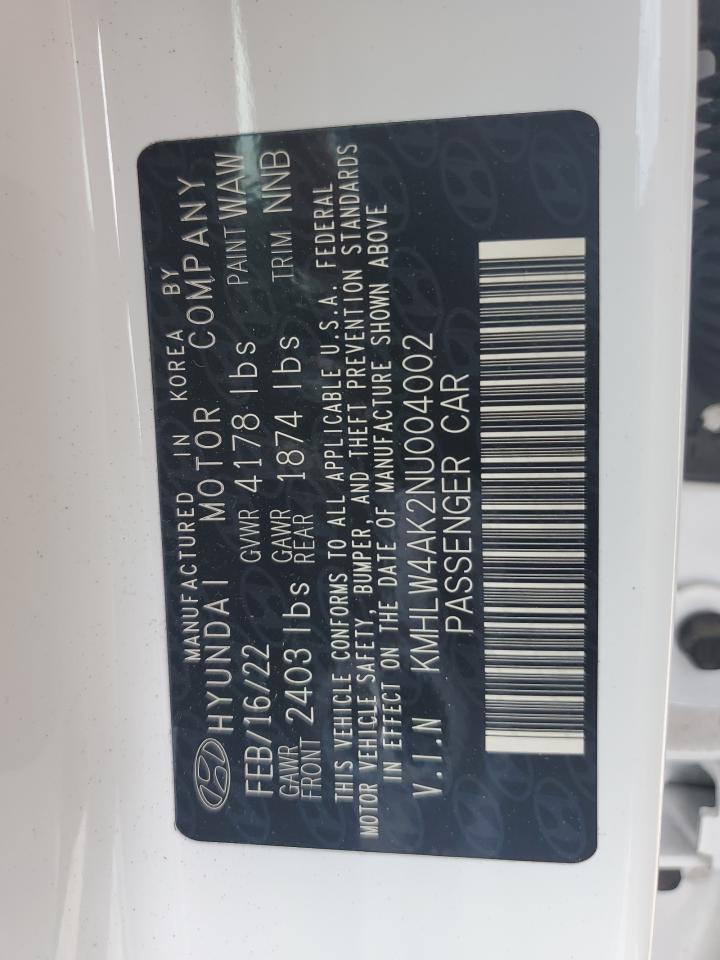 MANUFACTURED IN KOREA BY
HYUNDAI MOTOR COMPANY
FEB/16/22 GVWR 4178 lbs PAINT WAW
GAWR FRONT 2403 lbs GAWR REAR 1874 lbs TRIM NNB
THIS VEHICLE CONFORMS TO ALL APPLICABLE U.S.A. FEDERAL
MOTOR VEHICLE SAFETY, BUMPER, AND THEFT PREVENTION STANDARDS
IN EFFECT ON THE DATE OF MANUFACTURE SHOWN ABOVE
V.I.N KMHLW4AK2NU004002
PASSENGER CAR